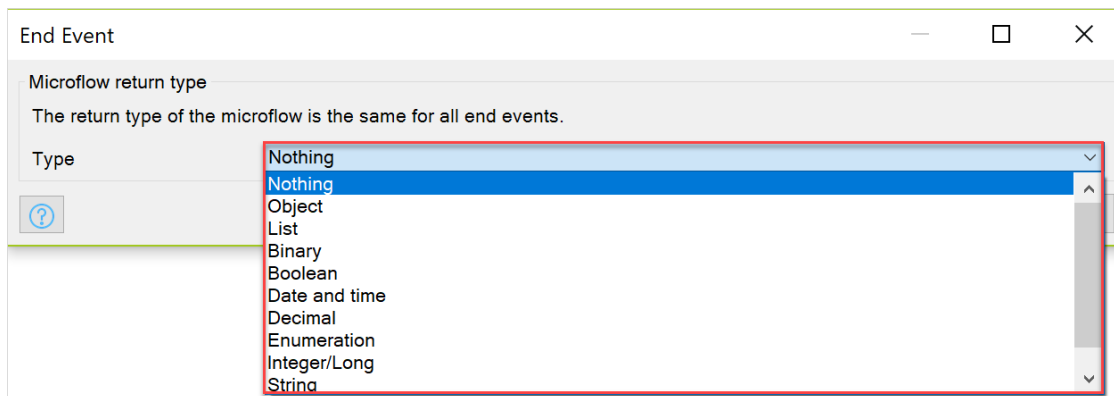 End Event
Microflow return type
The return type of the microflow is the same for all end events.
Type Nothing
Nothing
Object
List
Binary
Boolean
Date and time
Decimal
Enumeration
Integer/Long
String
?